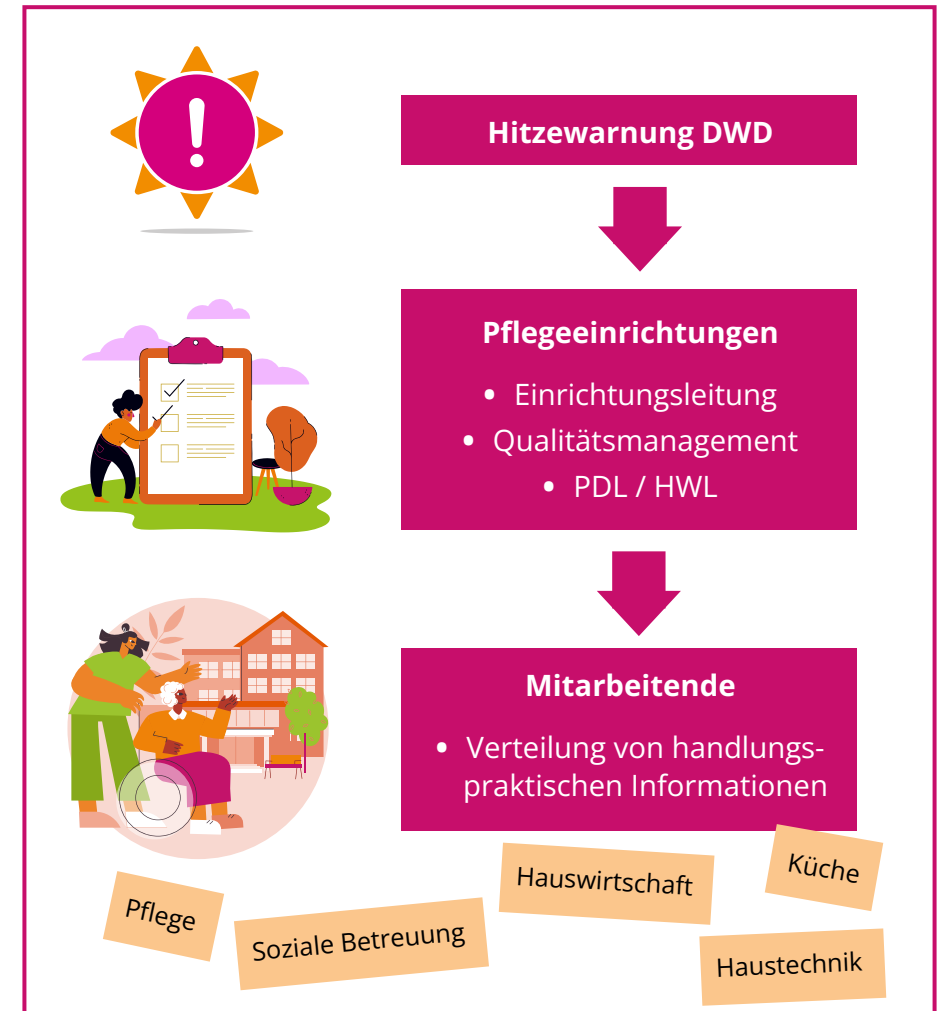 Hitzewarnung DWD
Pflegeeinrichtungen
• Einrichtungsleitung
• Qualitätsmanagement
• PDL / HWL
Mitarbeitende
• Verteilung von handlungs-
praktischen Informationen
Pflege
Soziale Betreuung
Hauswirtschaft
Küche
Haustechnik